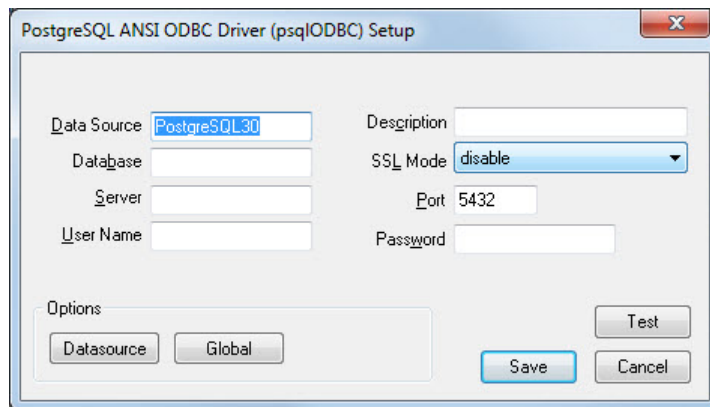 PostgreSQL ANSI ODBC Driver (psqlODBC) Setup
Data Source PostgreSQL30 Description
Database SSL Mode disable
Server Port 5432
User Name Password
Options
Datasource Global Test
Save Cancel